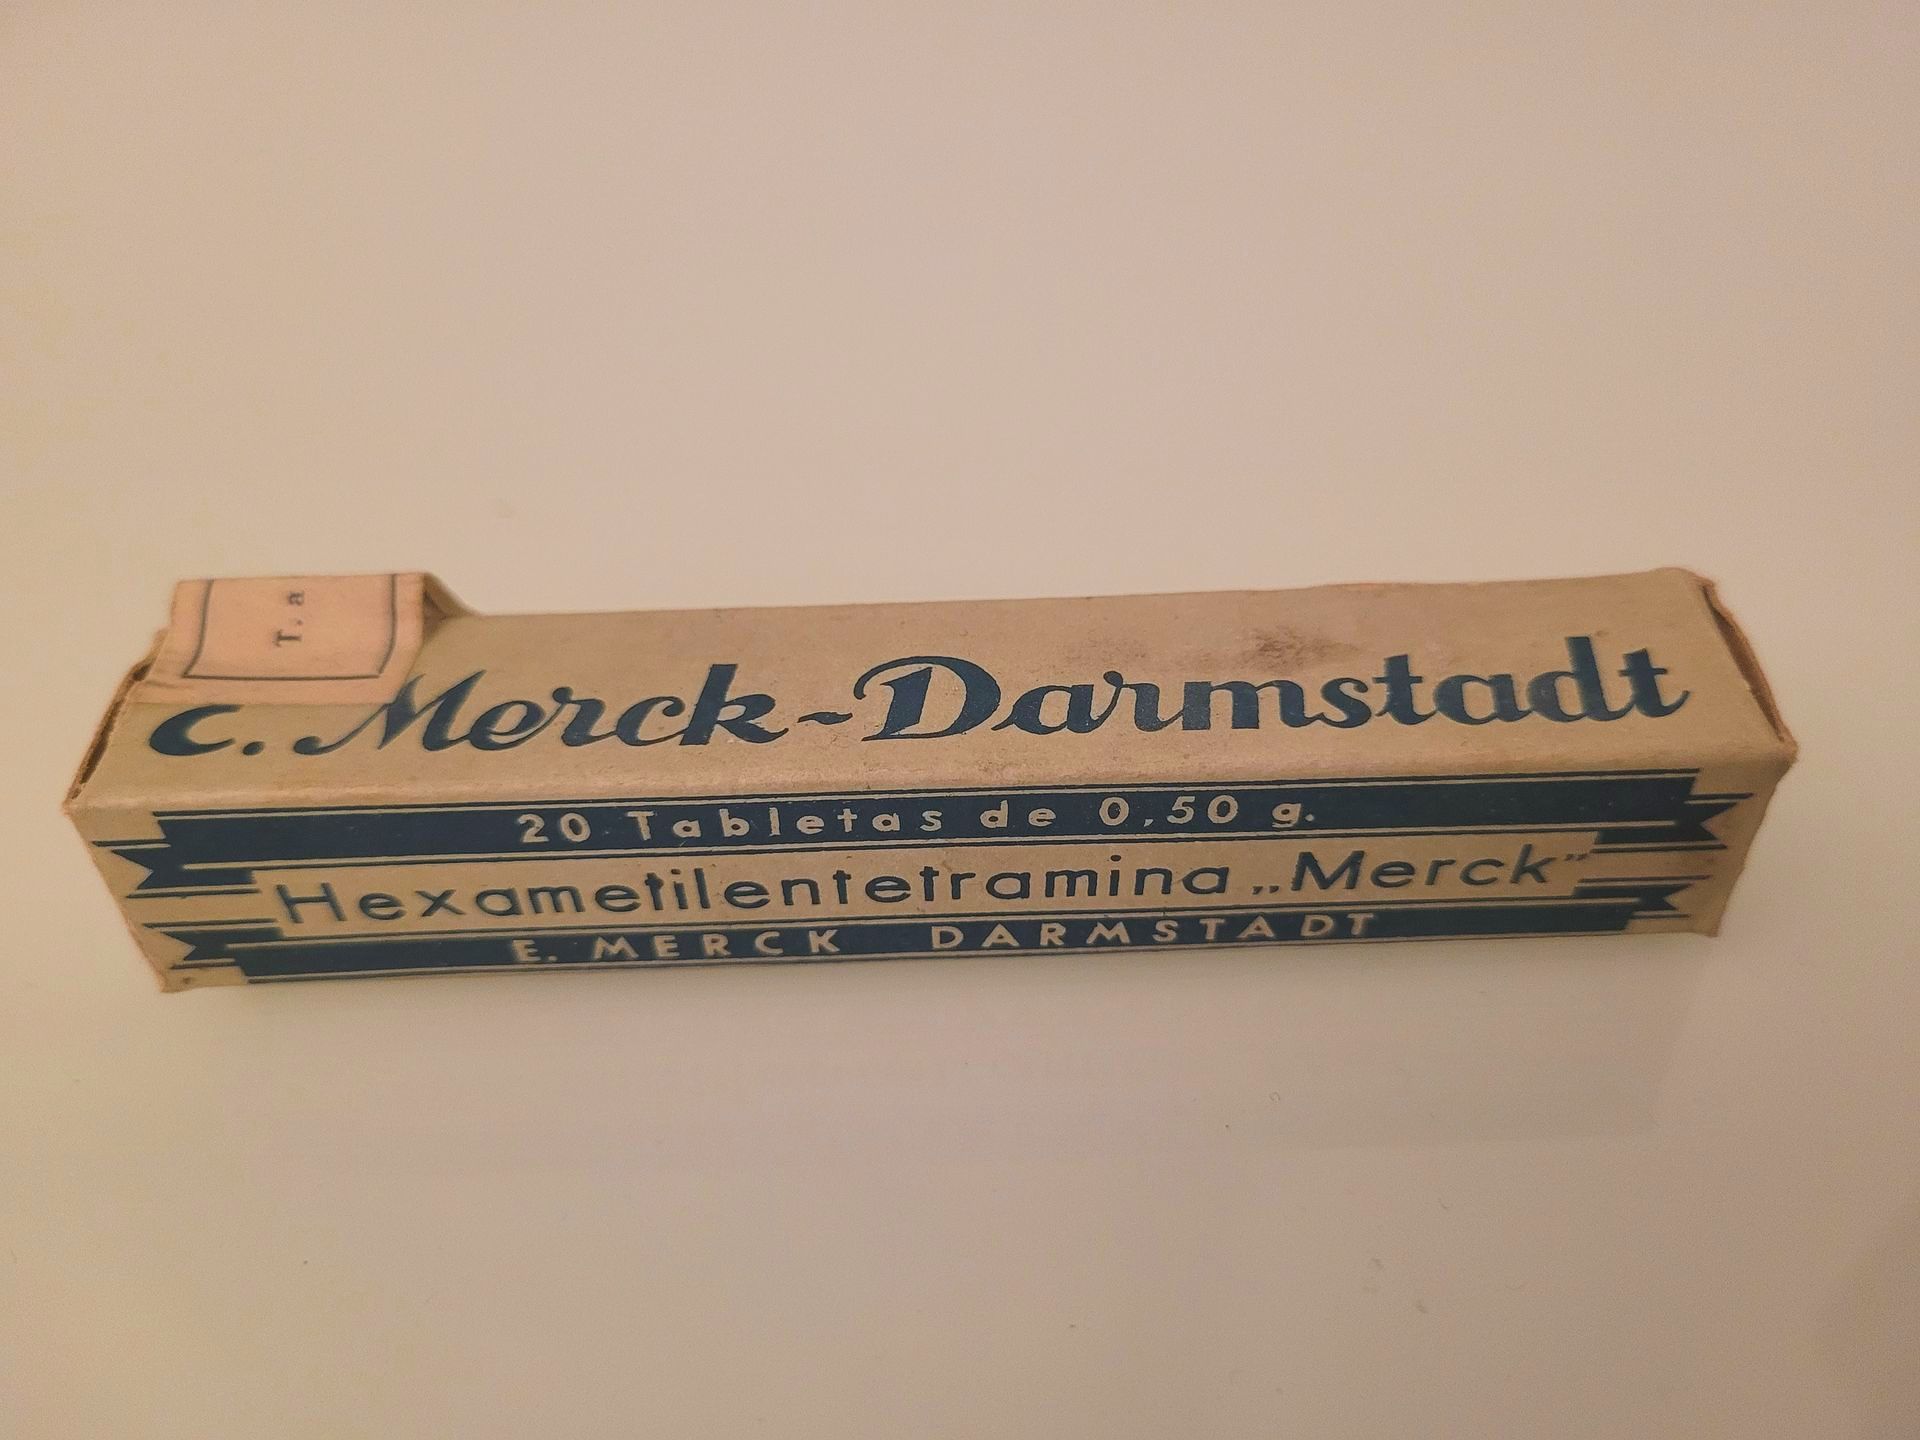 T. a
C. Merck-Darmstadt
20 Tabletas de 0,50 g.
Hexametilentetramina „Merck”
E. MERCK DARMSTADT